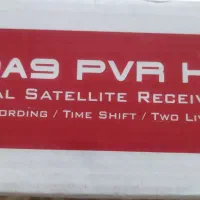 A9 PVR H
AL SATELLITE RECEIV
ORDING / TIME SHIFT / TWO LIV